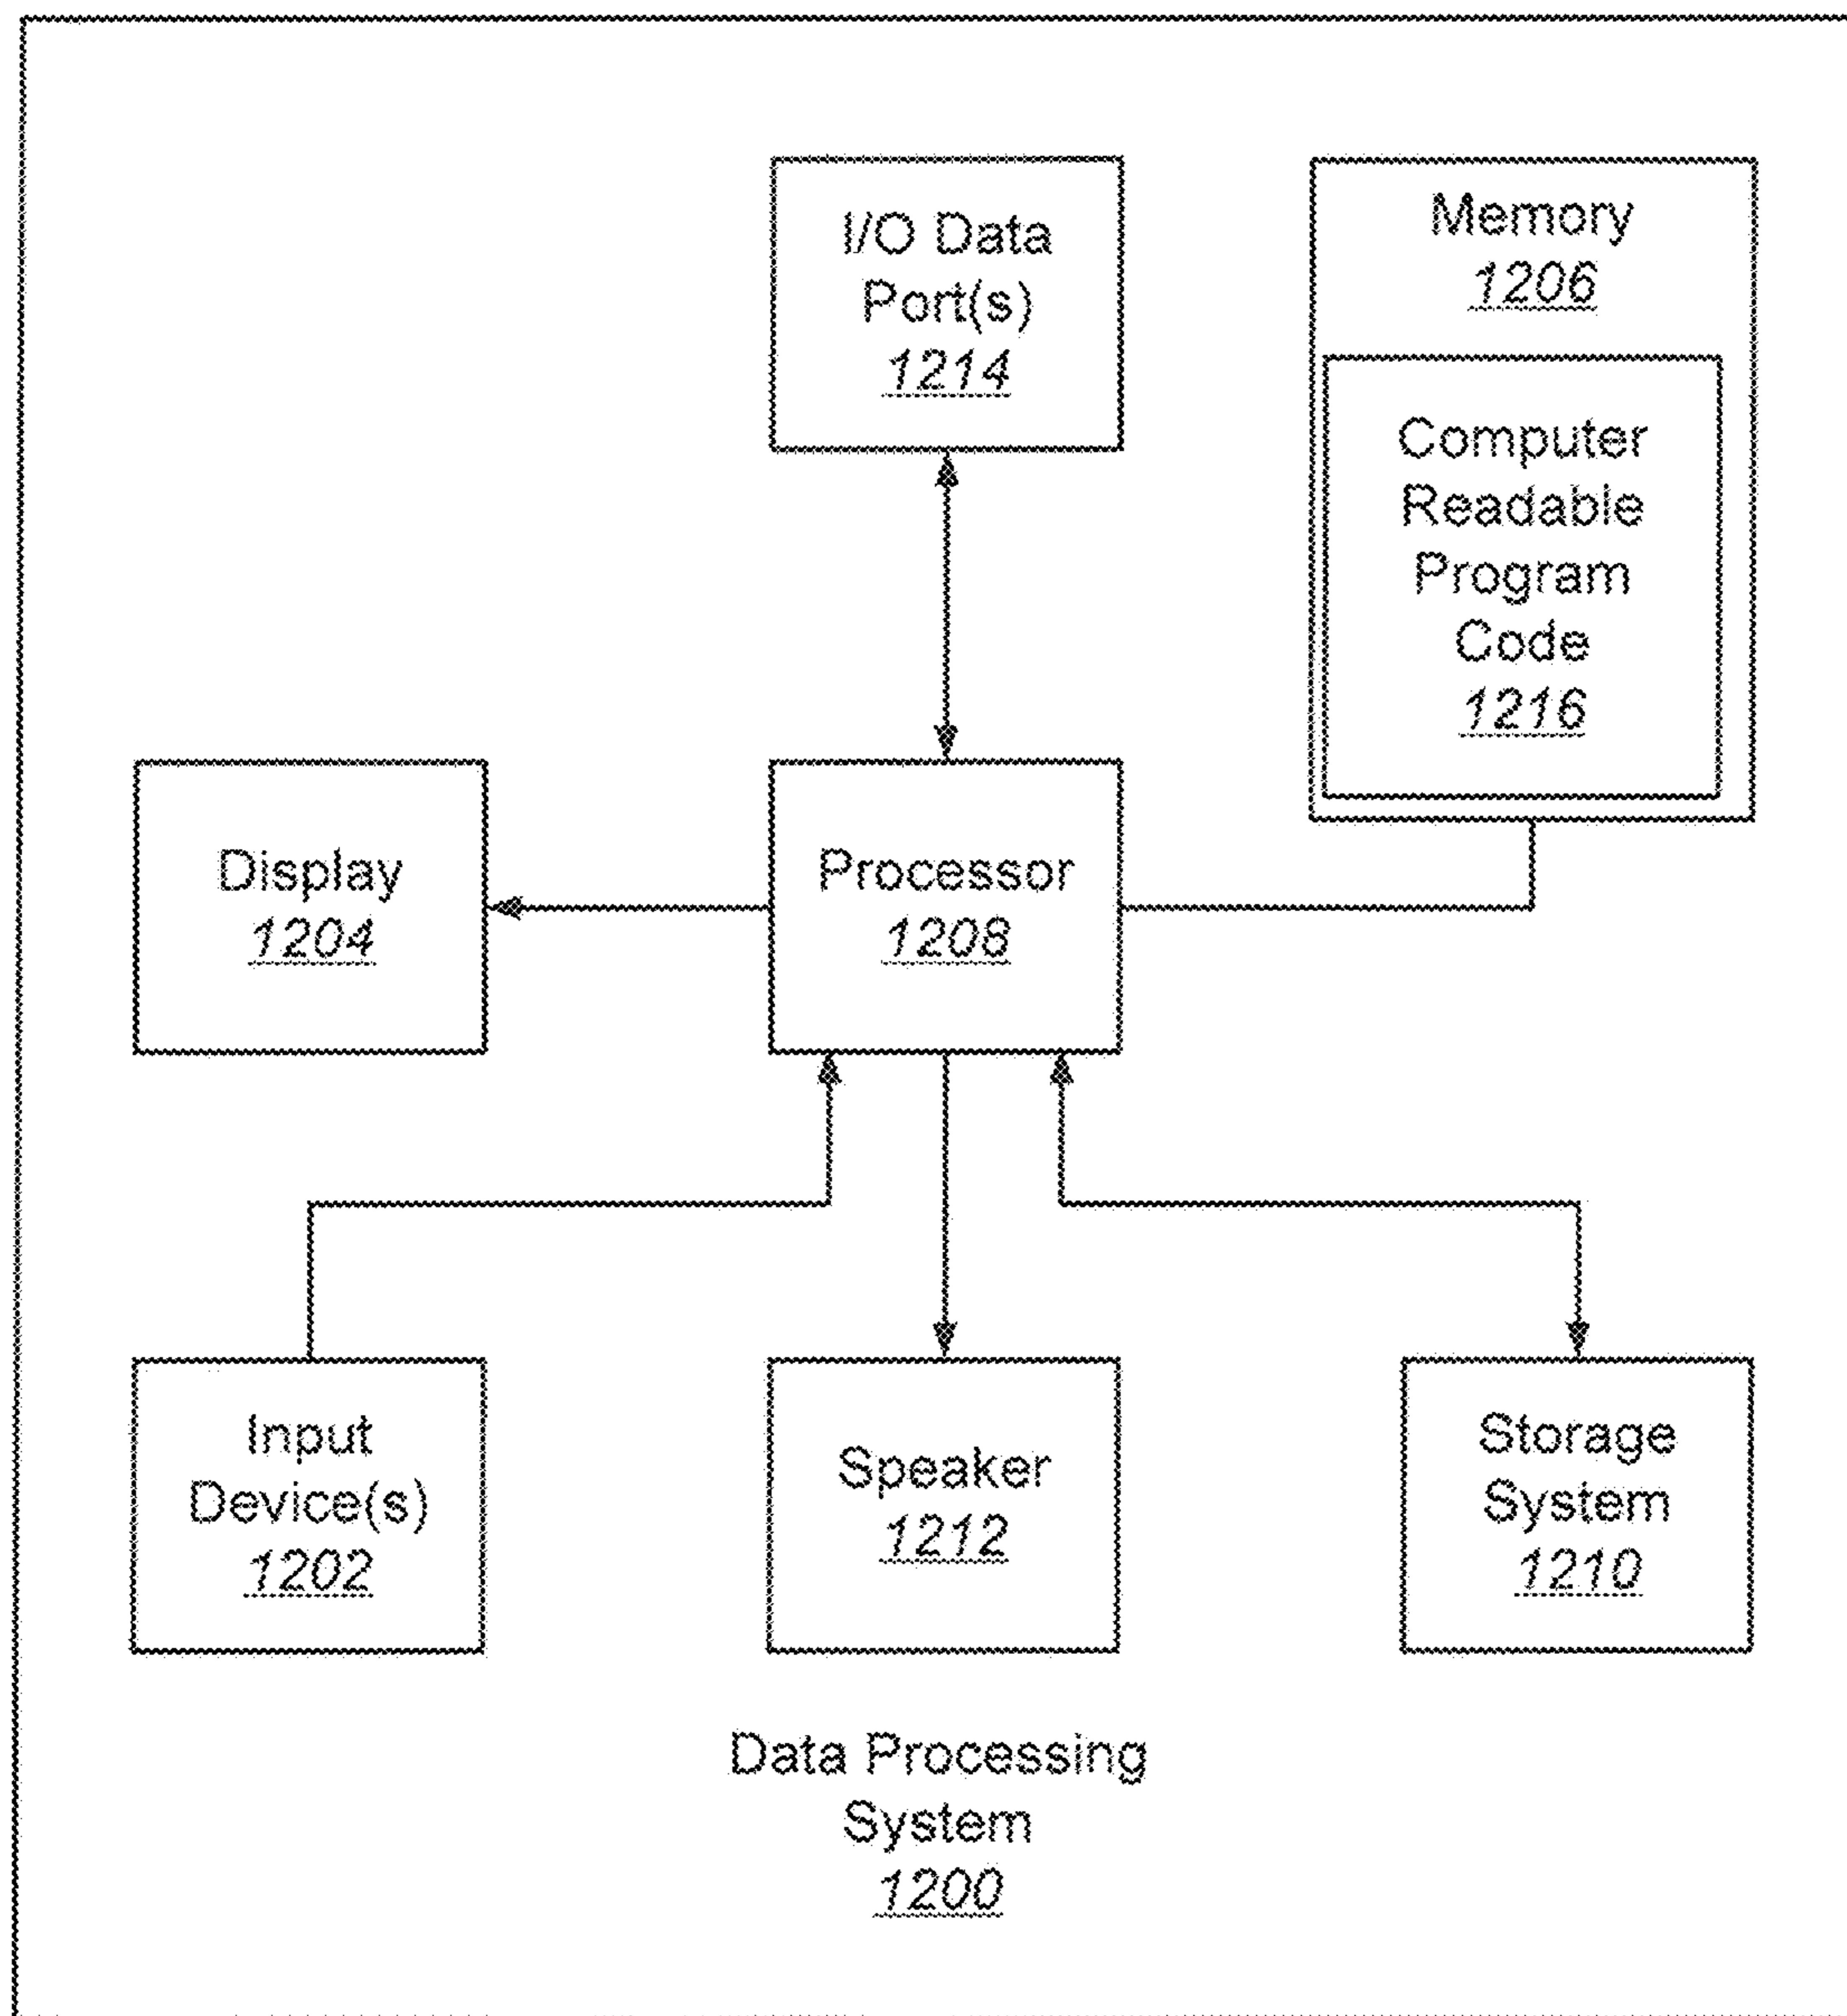 I/O Data
Port(s)
1214
Memory
1206
Computer
Readable
Program
Code
1216
Display
1204
Processor
1208
Input
Device(s)
1202
Speaker
1212
Storage
System
1210
Data Processing
System
1200